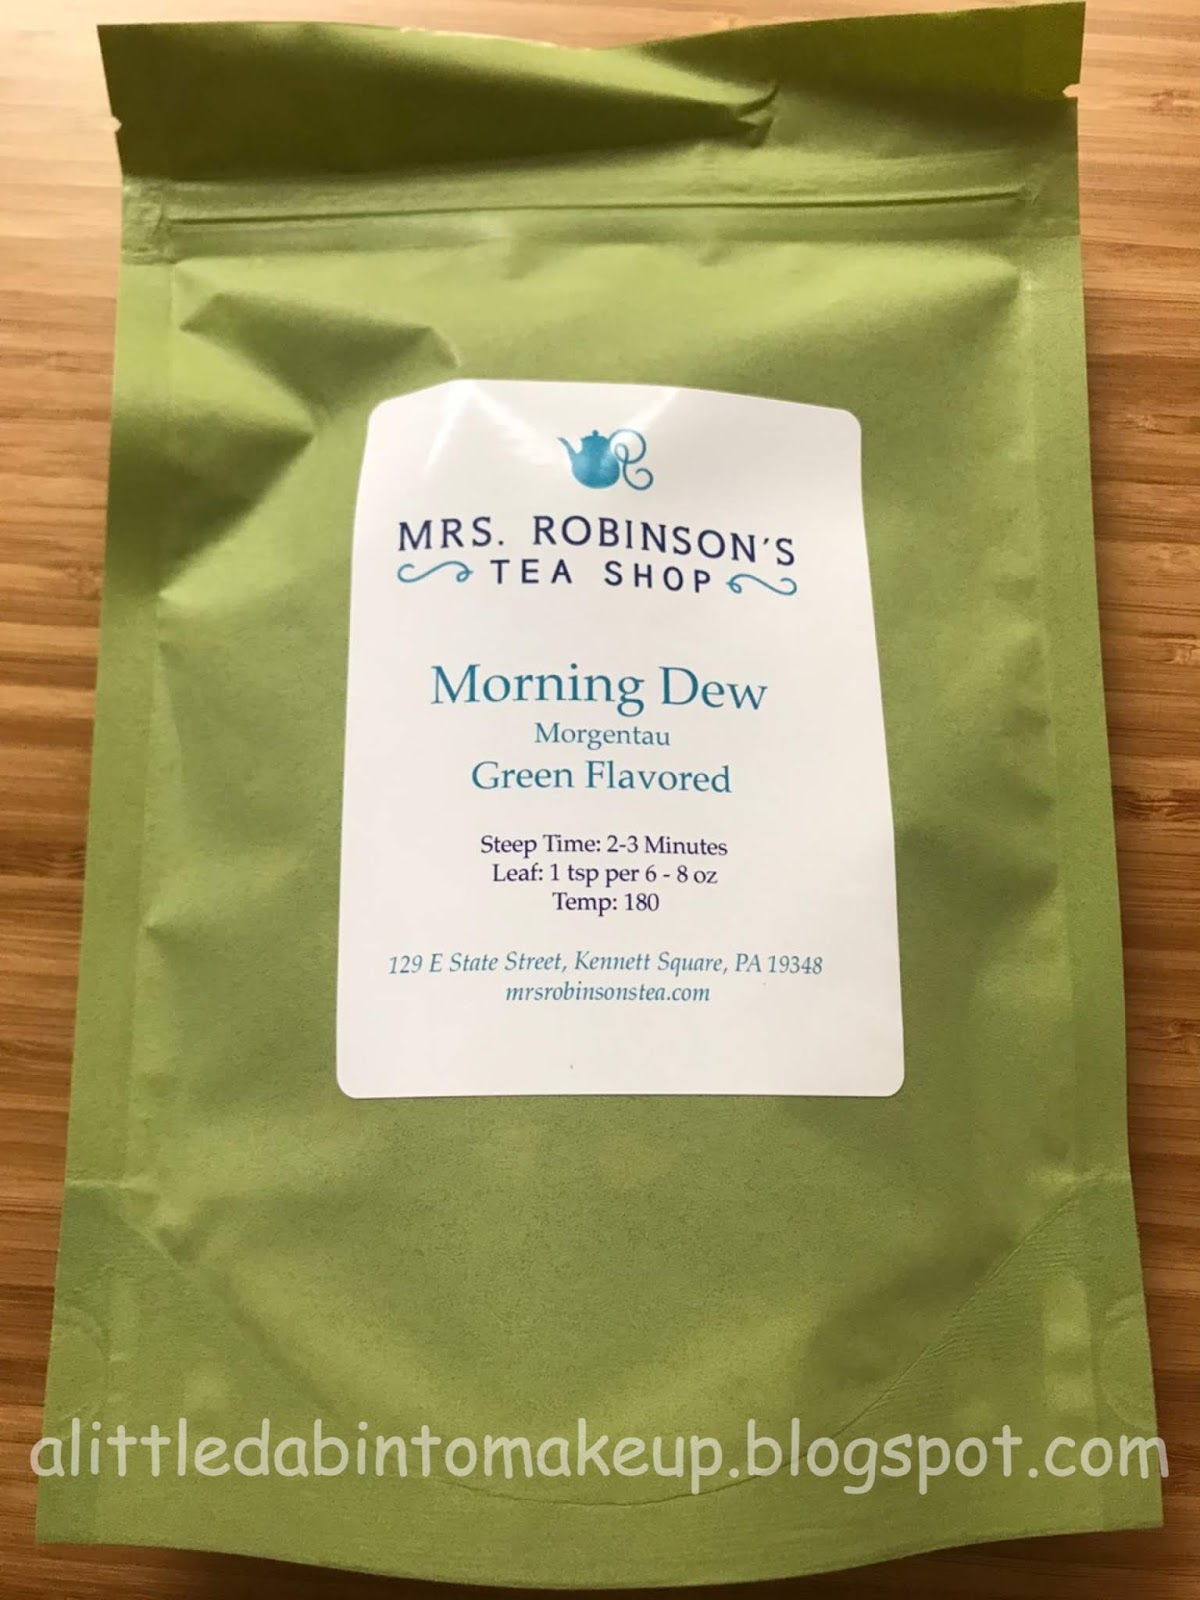 MRS. ROBINSON'S
TEA SHOP
Morning Dew
Morgentau
Green Flavored
Steep Time: 2-3 Minutes
Leaf: 1 tsp per 6 - 8 oz
Temp: 180
129 E State Street, Kennett Square, PA 19348
mrsrobinsonstea.com
alittledabintomakeup.blogspot.com